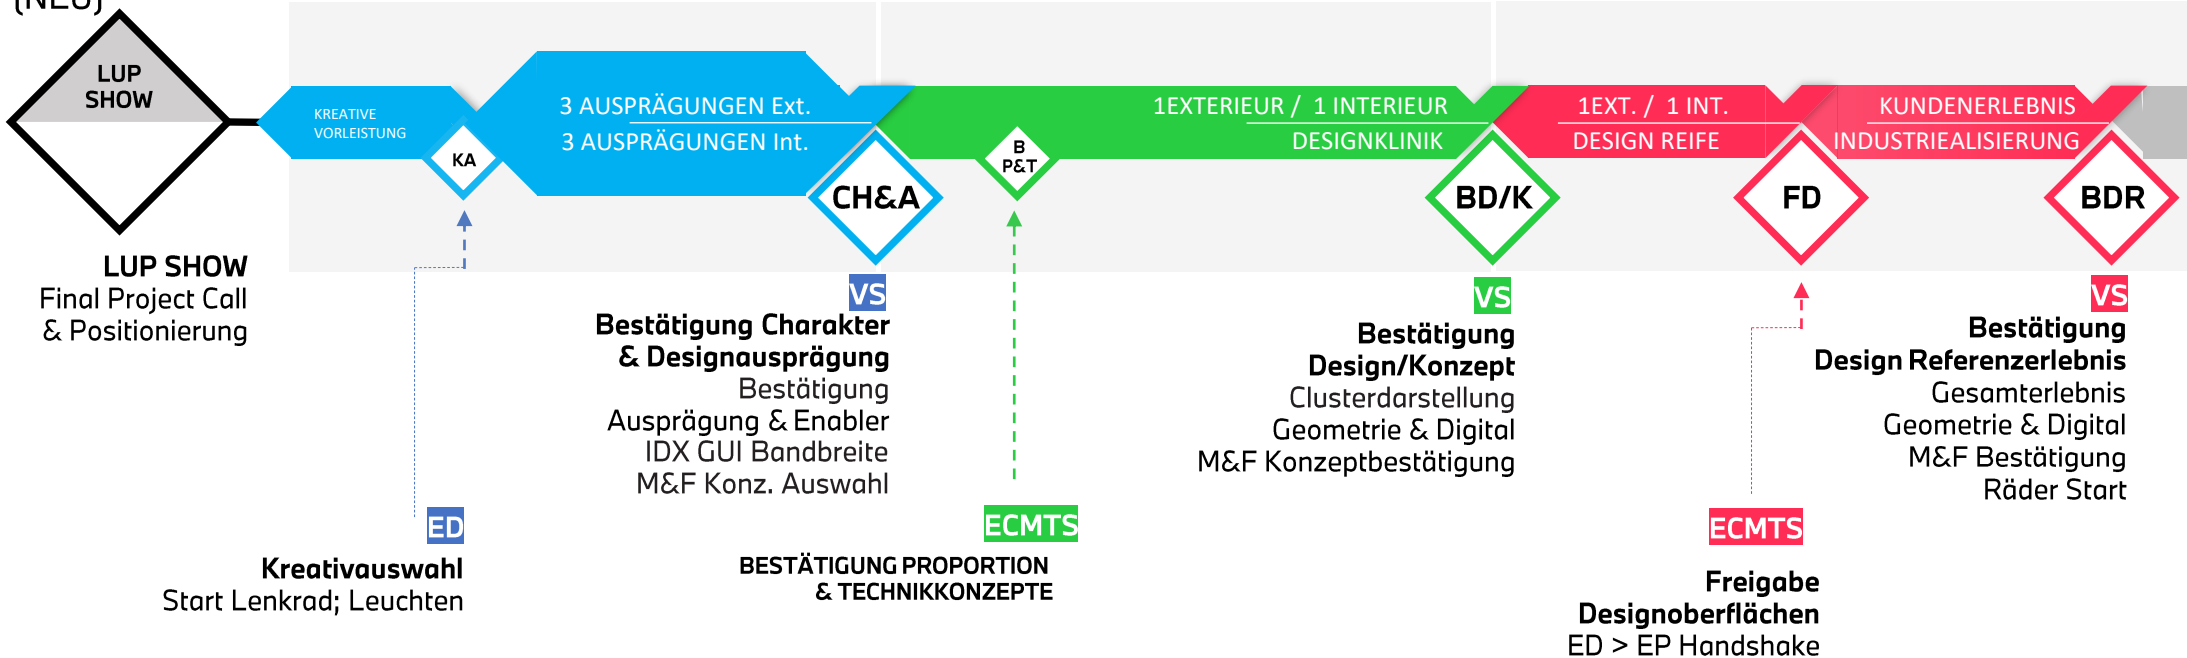 (NEU)
LUP
SHOW
KREATIVE
VORLEISTUNG
KA
3 AUSPRÄGUNGEN Ext.
3 AUSPRÄGUNGEN Int.
CH&A
B
P&T
1EXTERIEUR / 1 INTERIEUR
DESIGNKLINIK
BD/K
1EXT. / 1 INT.
DESIGN REIFE
FD
KUNDENERLEBNIS
INDUSTRIEALISIERUNG
BDR
LUP SHOW
Final Project Call
& Positionierung
ED
Kreativauswahl
Start Lenkrad; Leuchten
VS
Bestätigung Charakter
& Designausprägung
Bestätigung
Ausprägung & Enabler
IDX GUI Bandbreite
M&F Konz. Auswahl
ECMTS
BESTÄTIGUNG PROPORTION
& TECHNIKKONZEPTE
VS
Bestätigung
Design/Konzept
Clusterdarstellung
Geometrie & Digital
M&F Konzeptbestätigung
ECMTS
Freigabe
Designoberflächen
ED > EP Handshake
VS
Bestätigung
Design Referenzerlebnis
Gesamterlebnis
Geometrie & Digital
M&F Bestätigung
Räder Start